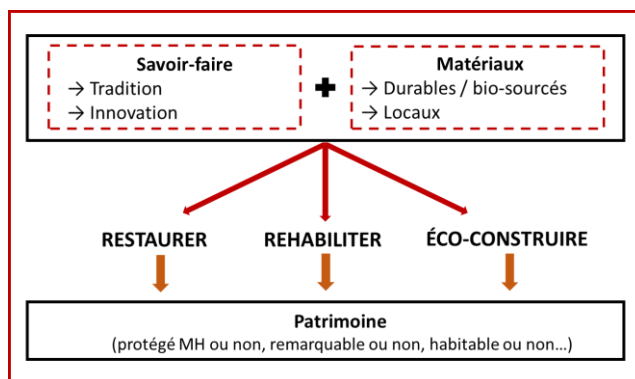 Savoir-faire
→ Tradition
→ Innovation
+
Matériaux
→ Durables / bio-sourcés
→ Locaux
RESTAURER REHABILITER ÉCO-CONSTRUIRE
Patrimoine
(protégé MH ou non, remarquable ou non, habitable ou non…)